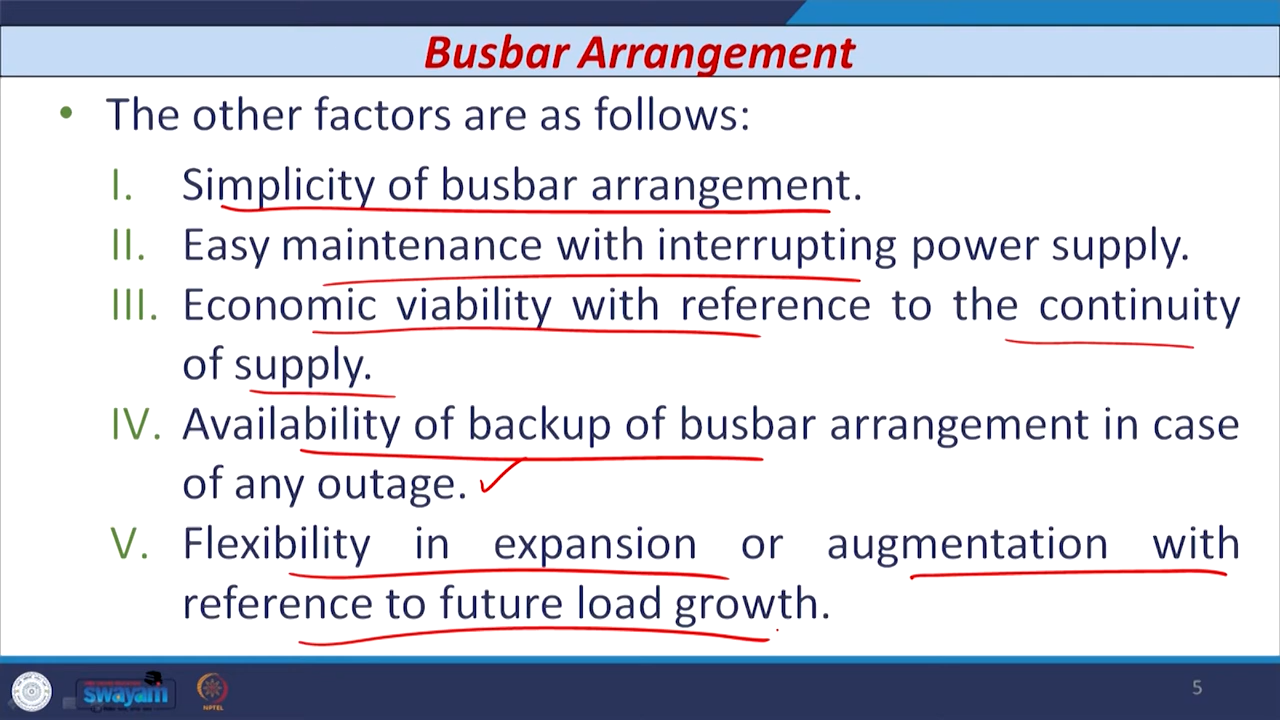 Busbar Arrangement
• The other factors are as follows:
I. Simplicity of busbar arrangement.
II. Easy maintenance with interrupting power supply.
III. Economic viability with reference to the continuity
of supply.
IV. Availability of backup of busbar arrangement in case
of any outage.
V. Flexibility in expansion or augmentation with
reference to future load growth.
swayam
NPTEL
5